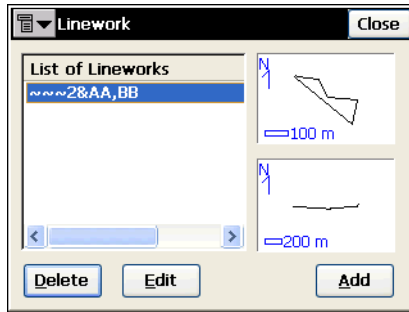 Linework
Close
List of Lineworks
~~~2&AA,BB
N
100 m
N
200 m
Delete
Edit
Add